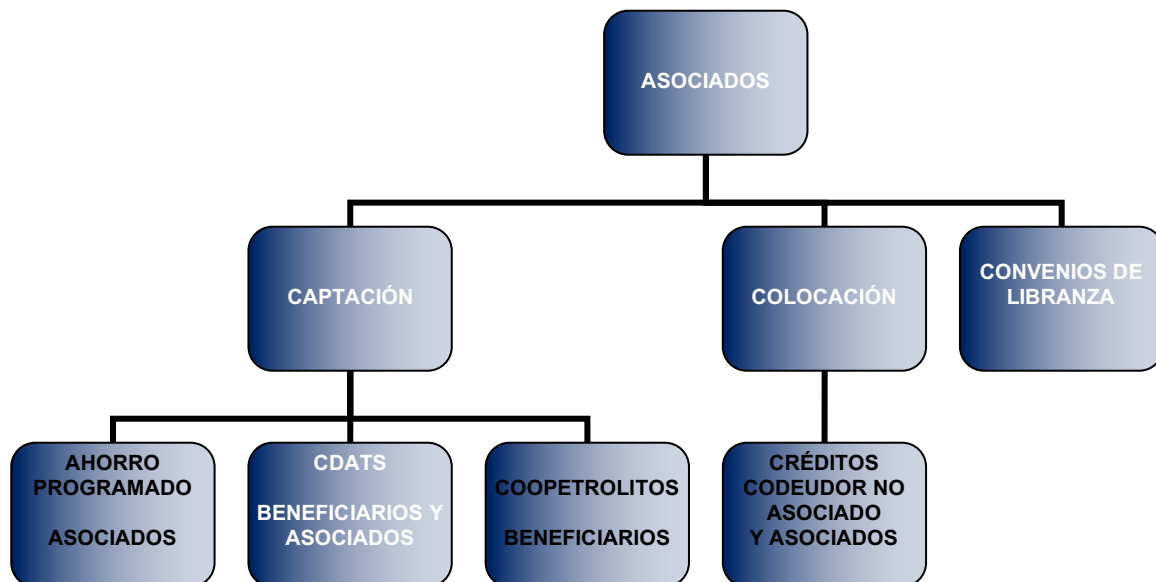 ASOCIADOS
CAPTACIÓN
COLOCACIÓN
CONVENIOS DE
LIBRANZA
AHORRO
PROGRAMADO
ASOCIADOS
CDATS
BENEFICIARIOS Y
ASOCIADOS
COOPETROLITOS
BENEFICIARIOS
CRÉDITOS
CODEUDOR NO
ASOCIADO
Y ASOCIADOS